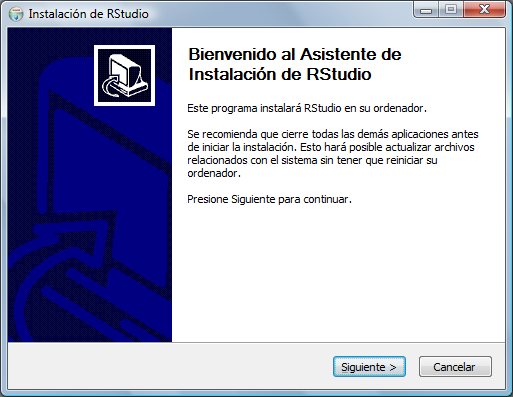 Instalación de RStudio
Bienvenido al Asistente de
Instalación de RStudio
Este programa instalará RStudio en su ordenador.
Se recomienda que cierre todas las demás aplicaciones antes
de iniciar la instalación. Esto hará posible actualizar archivos
relacionados con el sistema sin tener que reiniciar su
ordenador.
Presione Siguiente para continuar.
Siguiente >
Cancelar